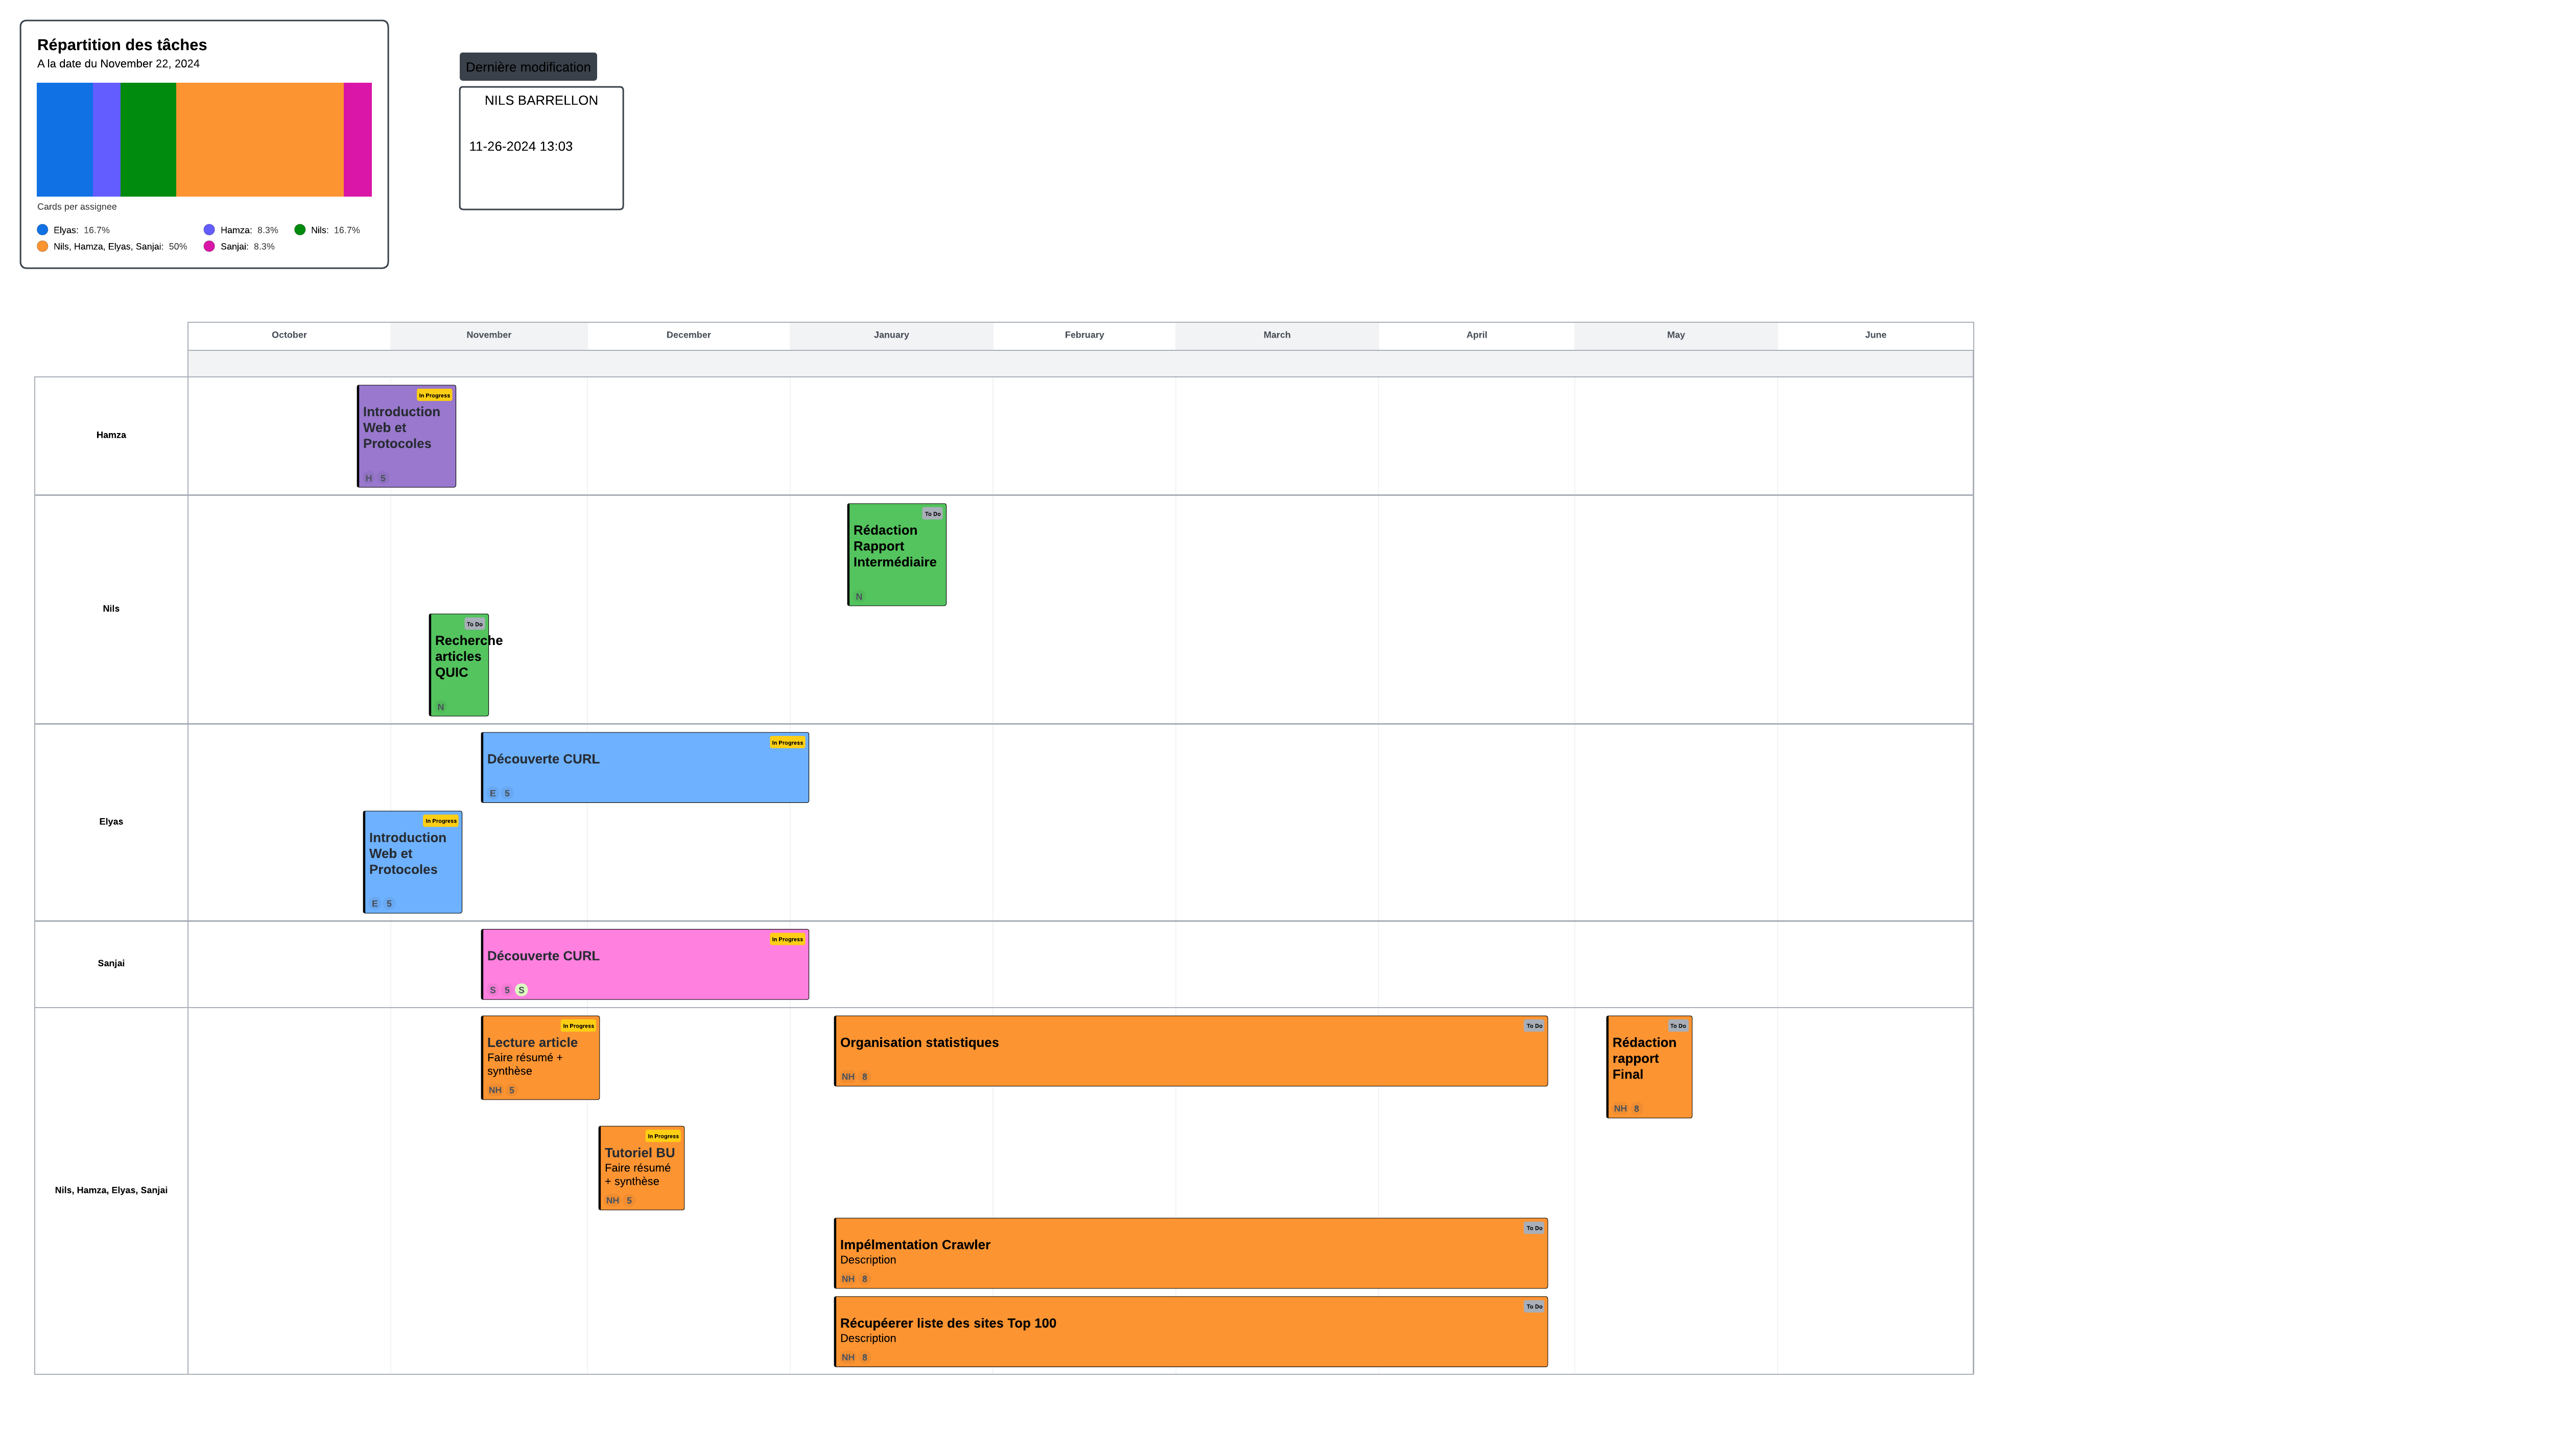 Répartition des tâches
A la date du November 22, 2024
Cards per assignee
Elyas: 16.7%
Hamza: 8.3%
Nils: 16.7%
Nils, Hamza, Elyas, Sanjai: 50%
Sanjai: 8.3%
Dernière modification
NILS BARRELLON
11-26-2024 13:03
October November December January February March April May June
Hamza
In Progress
Introduction
Web et
Protocoles
H 5
Nils
To Do
Rédaction
Rapport
Intermédiaire
N
To Do
Recherche
articles
QUIC
N
Elyas
In Progress
Découverte CURL
E 5
In Progress
Introduction
Web et
Protocoles
E 5
Sanjai
In Progress
Découverte CURL
S 5 S
Nils, Hamza, Elyas, Sanjai
In Progress
Lecture article
Faire résumé +
synthèse
NH 5
To Do
Organisation statistiques
NH 8
To Do
Rédaction
rapport
Final
NH 8
In Progress
Tutoriel BU
Faire résumé
+ synthèse
NH 5
To Do
Impélmentation Crawler
Description
NH 8
To Do
Récupéerer liste des sites Top 100
Description
NH 8